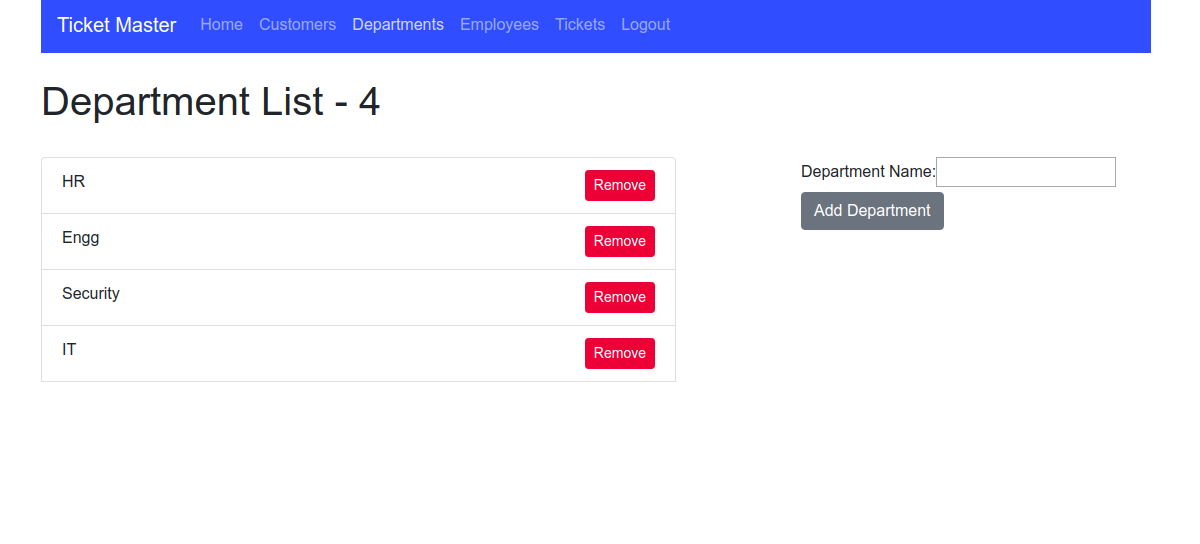 Ticket Master Home Customers Departments Employees Tickets Logout
Department List - 4
HR Remove
Engg Remove
Security Remove
IT Remove
Department Name:
Add Department